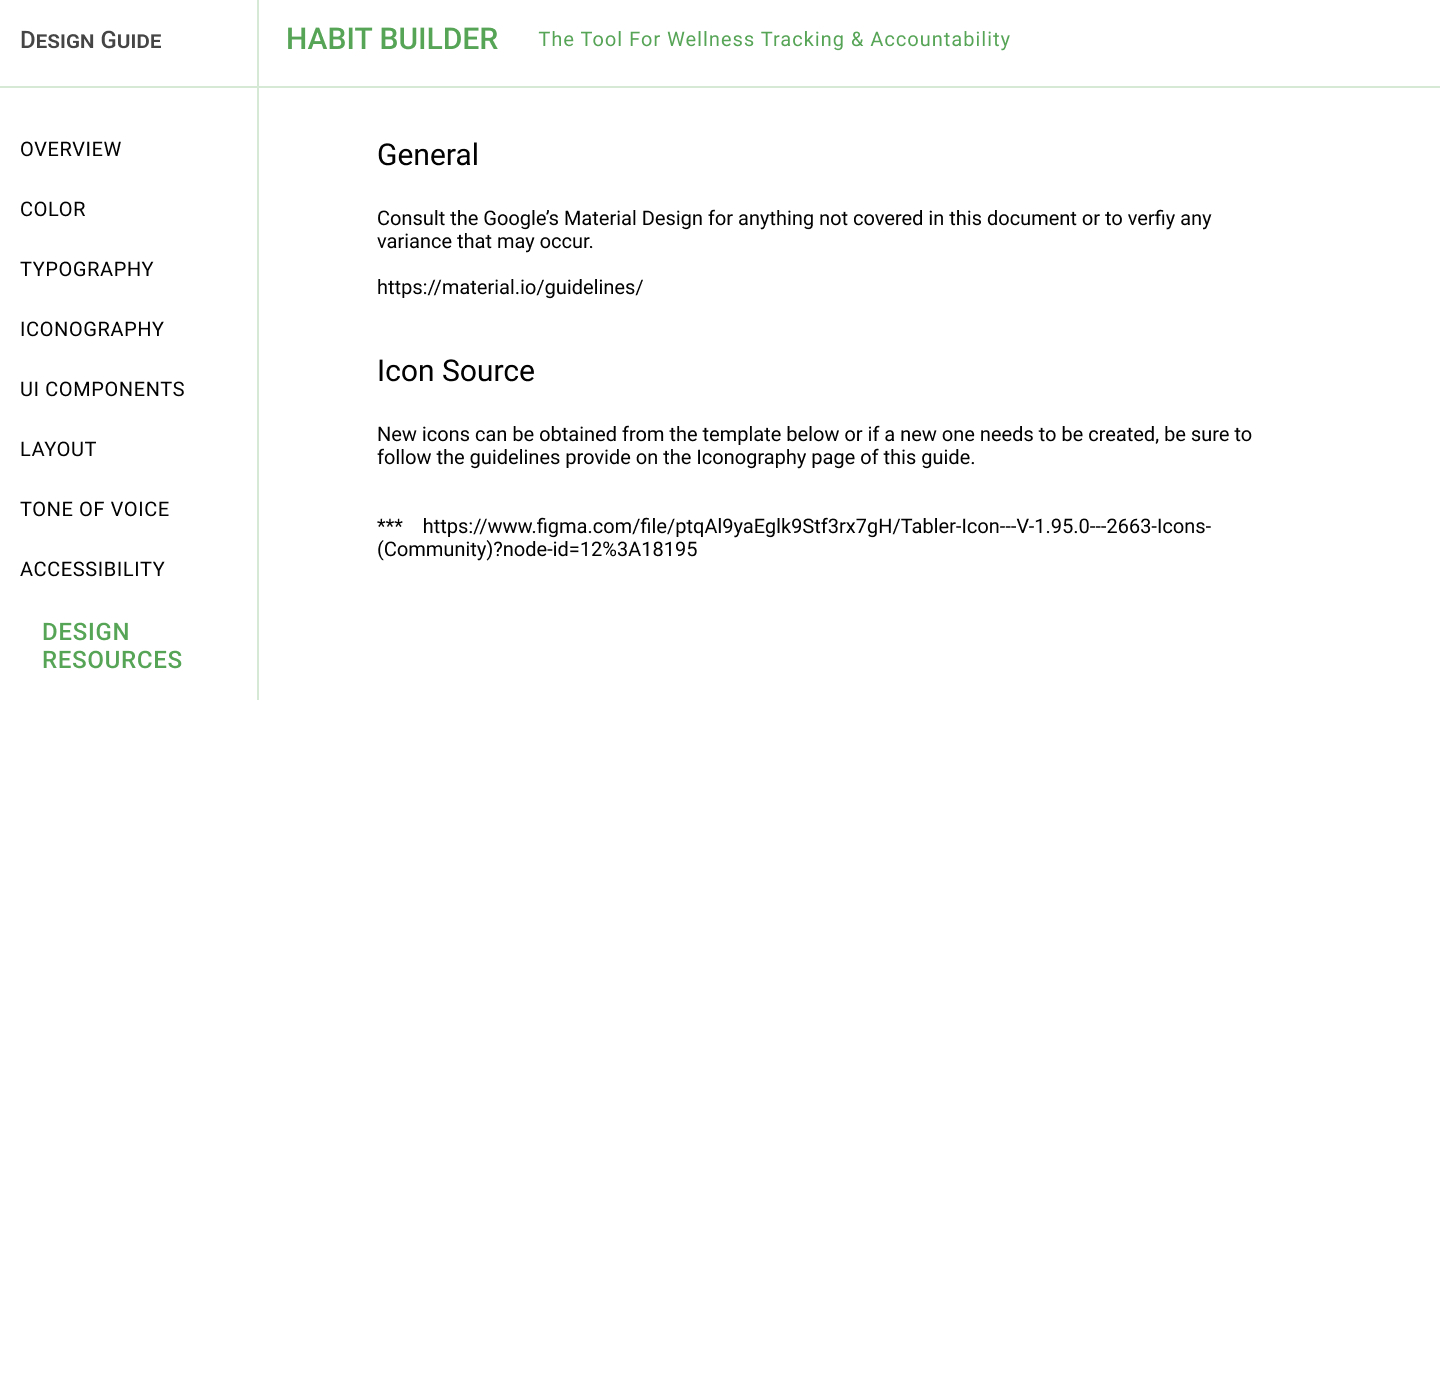 DESIGN GUIDE
HABIT BUILDER
The Tool For Wellness Tracking & Accountability
OVERVIEW
COLOR
TYPOGRAPHY
ICONOGRAPHY
UI COMPONENTS
LAYOUT
TONE OF VOICE
ACCESSIBILITY
DESIGN
RESOURCES
General
Consult the Google’s Material Design for anything not covered in this document or to verfiy any
variance that may occur.
https://material.io/guidelines/
Icon Source
New icons can be obtained from the template below or if a new one needs to be created, be sure to
follow the guidelines provide on the Iconography page of this guide.
*** https://www.figma.com/file/ptqAl9yaEglk9Stf3rx7gH/Tabler-Icon---V-1.95.0---2663-Icons-
(Community)?node-id=12%3A18195